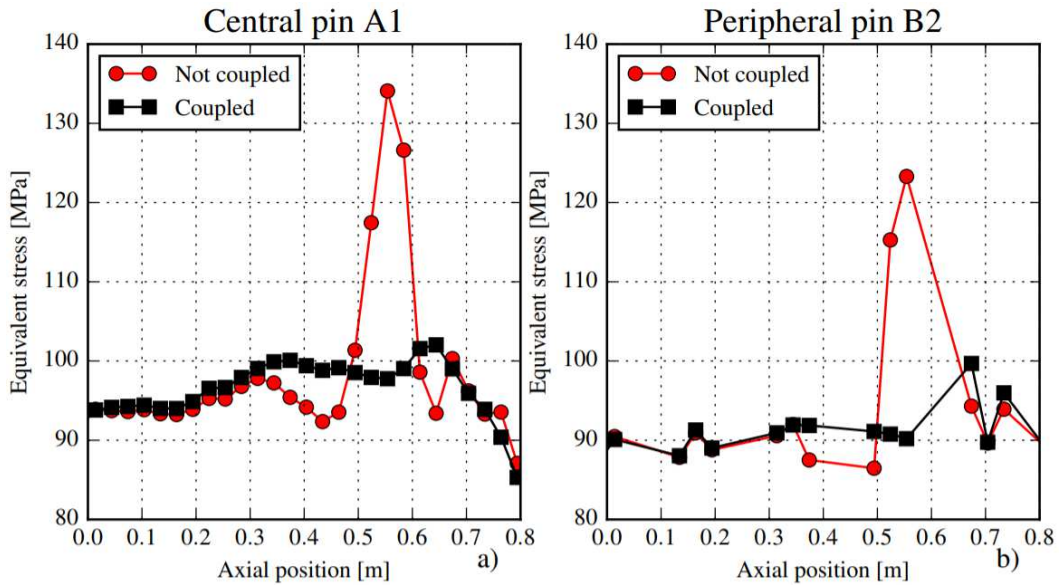 Central pin A1
140
130
120
110
100
90
80
Equivalent stress [MPa]
Not coupled
Coupled
0.0 0.1 0.2 0.3 0.4 0.5 0.6 0.7 0.8
Axial position [m]
a)
Peripheral pin B2
140
130
120
110
100
90
80
Equivalent stress [MPa]
Not coupled
Coupled
0.0 0.1 0.2 0.3 0.4 0.5 0.6 0.7 0.8
Axial position [m]
b)